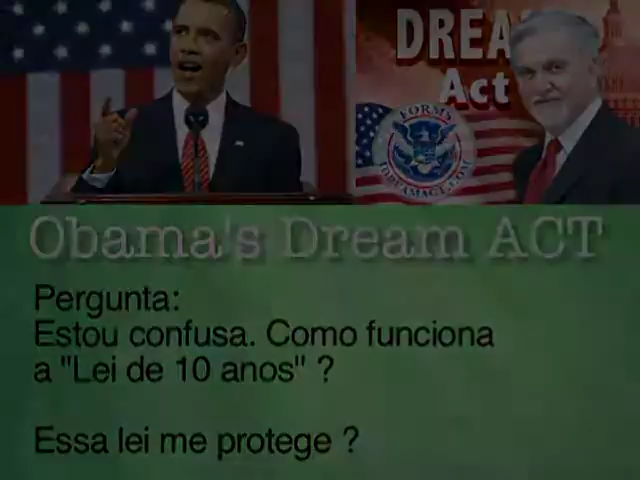 DREA
Act
FORMS
Obama's Dream ACT
Pergunta:
Estou confusa. Como funciona
a "Lei de 10 anos" ?
Essa lei me protege ?